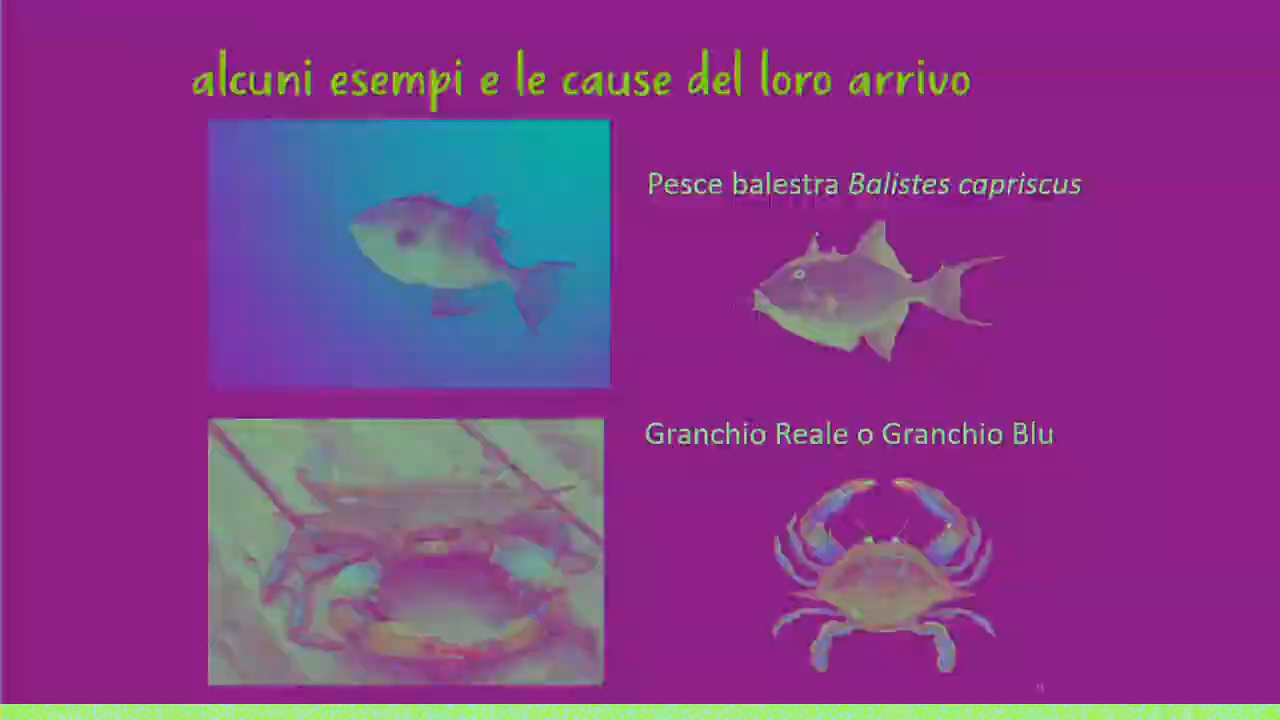 alcuni esempi e le cause del loro arrivo
Pesce balestra Balistes capriscus
Granchio Reale o Granchio Blu